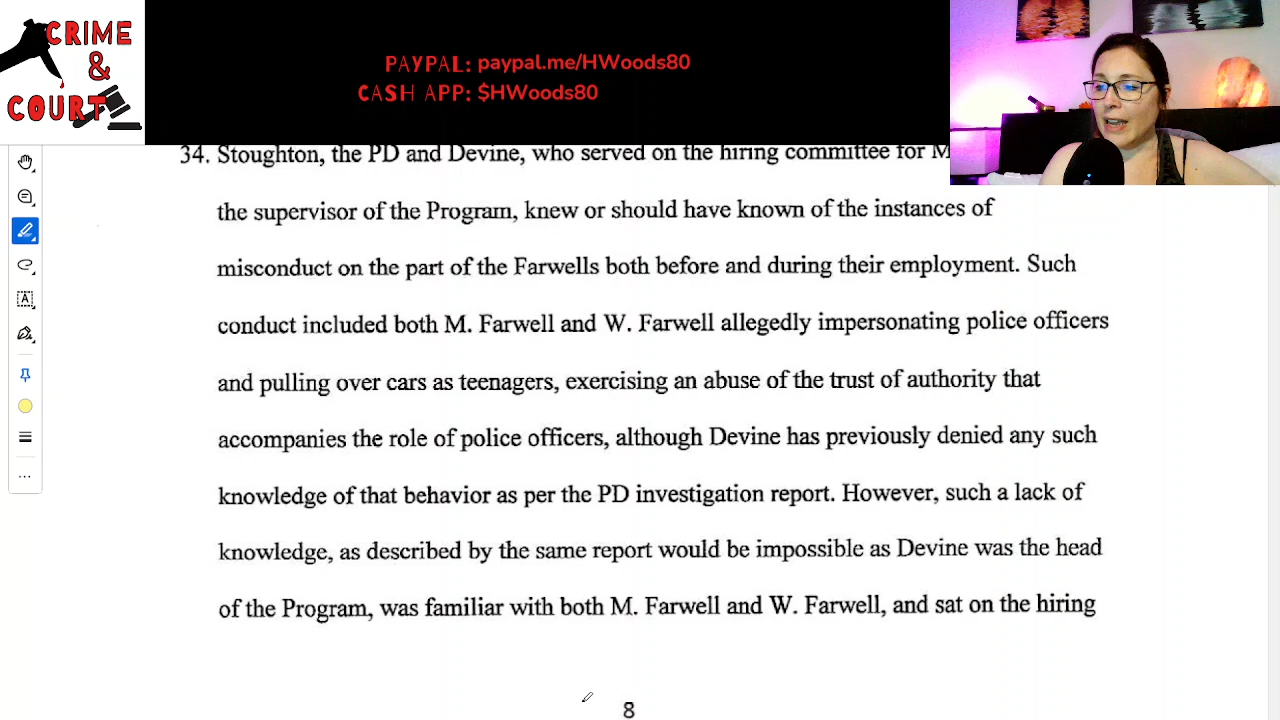 CRIME
&
COURT
PAYPAL: paypal.me/HWoods80
CASH APP: $HWoods80
34. Stoughton, the PD and Devine, who served on the hiring committee for M
the supervisor of the Program, knew or should have known of the instances of
misconduct on the part of the Farwells both before and during their employment. Such
conduct included both M. Farwell and W. Farwell allegedly impersonating police officers
and pulling over cars as teenagers, exercising an abuse of the trust of authority that
accompanies the role of police officers, although Devine has previously denied any such
knowledge of that behavior as per the PD investigation report. However, such a lack of
knowledge, as described by the same report would be impossible as Devine was the head
of the Program, was familiar with both M. Farwell and W. Farwell, and sat on the hiring
8